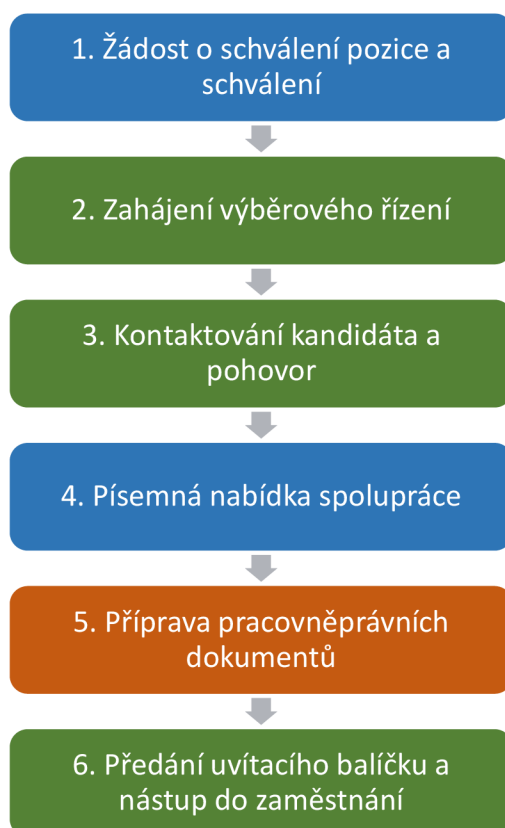 1. Žádost o schválení pozice a
schválení
2. Zahájení výběrového řízení
3. Kontaktování kandidáta a
pohovor
4. Písemná nabídka spolupráce
5. Příprava pracovněprávních
dokumentů
6. Předání uvítacího balíčku a
nástup do zaměstnání